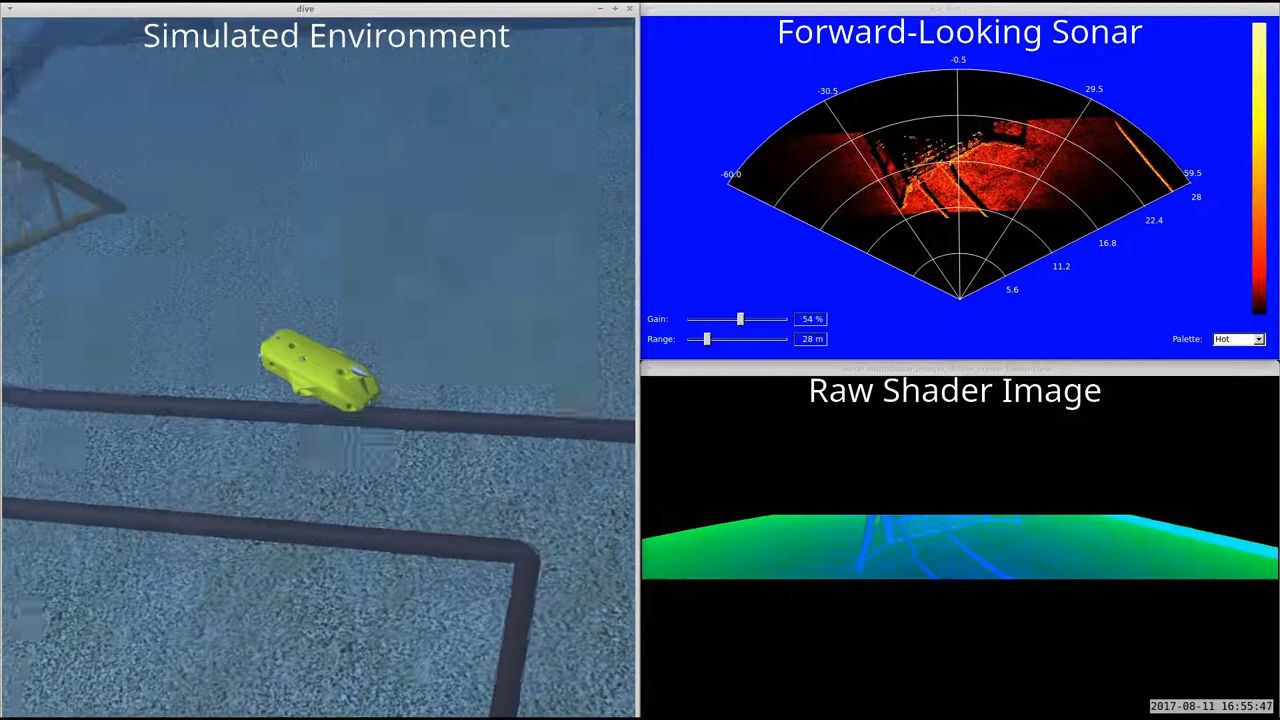 dive
Simulated Environment
Forward-Looking Sonar
-0.5
-30.5
29.5
-60.0
59.5
28
22.4
16.8
11.2
5.6
Gain:
54 %
Range:
28 m
Palette:
Hot
Raw Shader Image
2017-08-11 16:55:47